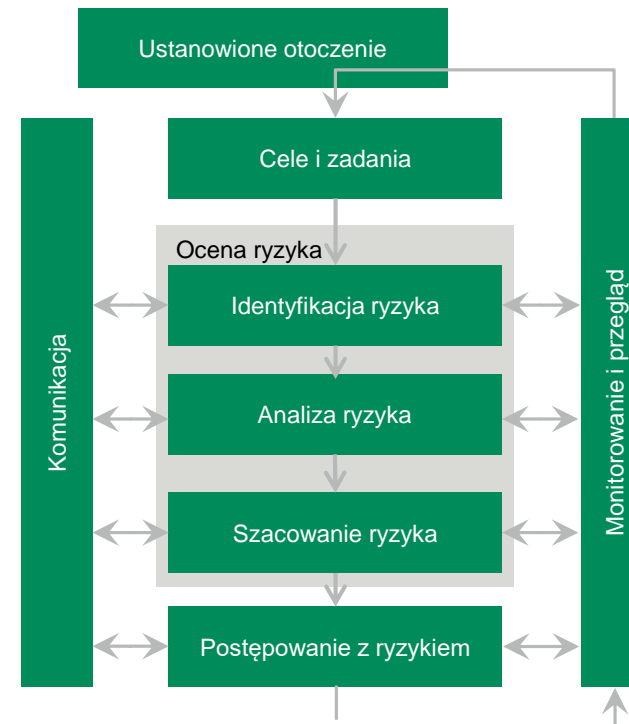 Ustanowione otoczenie
Cele i zadania
Ocena ryzyka
Identyfikacja ryzyka
Analiza ryzyka
Szacowanie ryzyka
Postępowanie z ryzykiem
Komunikacja
Monitorowanie i przegląd